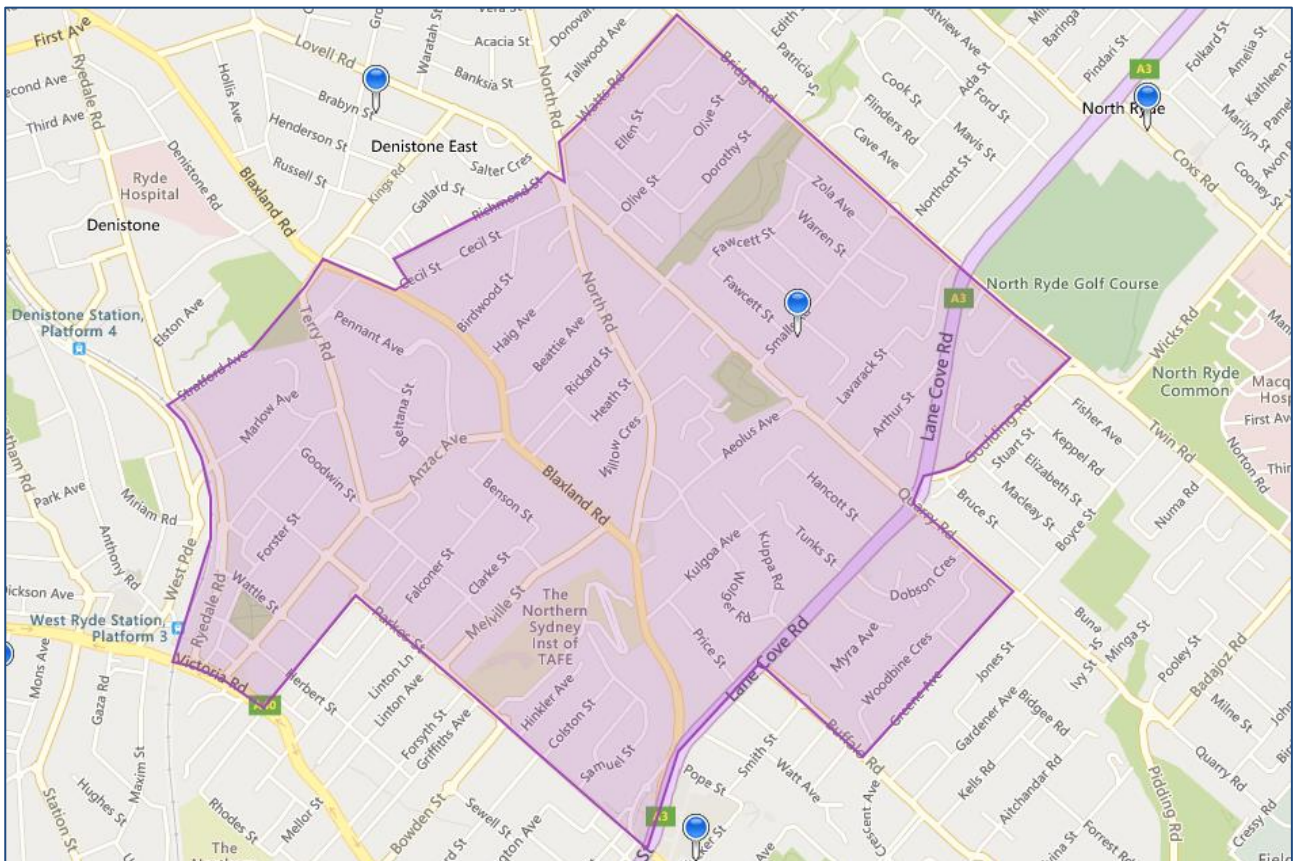 First Ave
Lovell Rd
Waratah St
Acacia St
Banksia St
Tallwood Ave
North Rd
Watts Rd
Bridge Rd
Patricia St
Cook St
Ada St
Ford St
Pindari St
Folkard St
Amelia St
A3
North Ryde
Third Ave
Ryedale Rd
Hollis Ave
Brabyn St
Henderson St
Russell St
Denistone East
Salter Cres
Gallard St
Richmond St
Kings Rd
Ellen St
Olive St
Dorothy St
Olive St
Flinders Rd
Cave Ave
Mavis St
Northcott St
Coxs Rd
Marilyn St
Cooney St
Ryde
Hospital
Denistone Rd
Blaxland Rd
Denistone
Cecil St
Cecil St
Zola Ave
Warren St
Fawcett St
Fawcett St
Elston Ave
Denistone Station,
Platform 4
Stratford Ave
Terry Rd
Pennant Ave
Birdwood St
Haig Ave
Beattie Ave
Rickard St
Heath St
North Rd
A3
North Ryde Golf Course
Wicks Rd
North Ryde
Common
Lavarack St
Arthur St
Lane Cove Rd
Goulding Rd
Twin Rd
Norton Rd
First Ave
Marlow Ave
Beltana St
Anzac Ave
Willow Cres
Aeolus Ave
Fisher Ave
Stuart St
Keppel Rd
Elizabeth St
Macleay St
Boyce St
Numa Rd
Bruce St
Quarry Rd
Park Ave
Miriam Rd
Anthony Rd
West Pde
Goodwin St
Forster St
Wattle St
Benson St
Blaxland Rd
Hancott St
Tunks St
Kulgoa Ave
Kuppa Rd
Wolger Rd
Dobson Cres
West Ryde Station,
Platform 3
Ryedale Rd
Victoria Rd
Falconer St
Clarke St
Melville St
Parkes St
The
Northern
Sydney
Inst of
TAFE
Price St
Lane Cove Rd
Myra Ave
Woodbine Cres
Greene Ave
Jones St
Ivy St
Minga St
Pooley St
Badajoz Rd
Mons Ave
Gaza Rd
Maxim St
Herbert St
Linton Ln
Linton Ave
Forsyth St
Griffiths Ave
Hinkler Ave
Colston St
Samuel St
Buffalo Rd
Gardener Ave
Bidgee Rd
Kells Rd
Aitchandar Rd
Milne St
Quarry Rd
Cressy Rd
Pidding Rd
Forrest Rd
Hughes St
Station St
Rhodes St
Mellor St
Bowden St
Sewell St
A3
Pope St
Smith St
Watt Ave
Crescent Ave